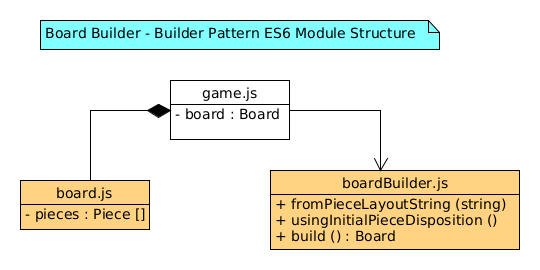 Board Builder - Builder Pattern ES6 Module Structure
game.js
- board : Board
board.js
- pieces : Piece []
boardBuilder.js
+ fromPieceLayoutString (string)
+ usingInitialPieceDisposition ()
+ build () : Board